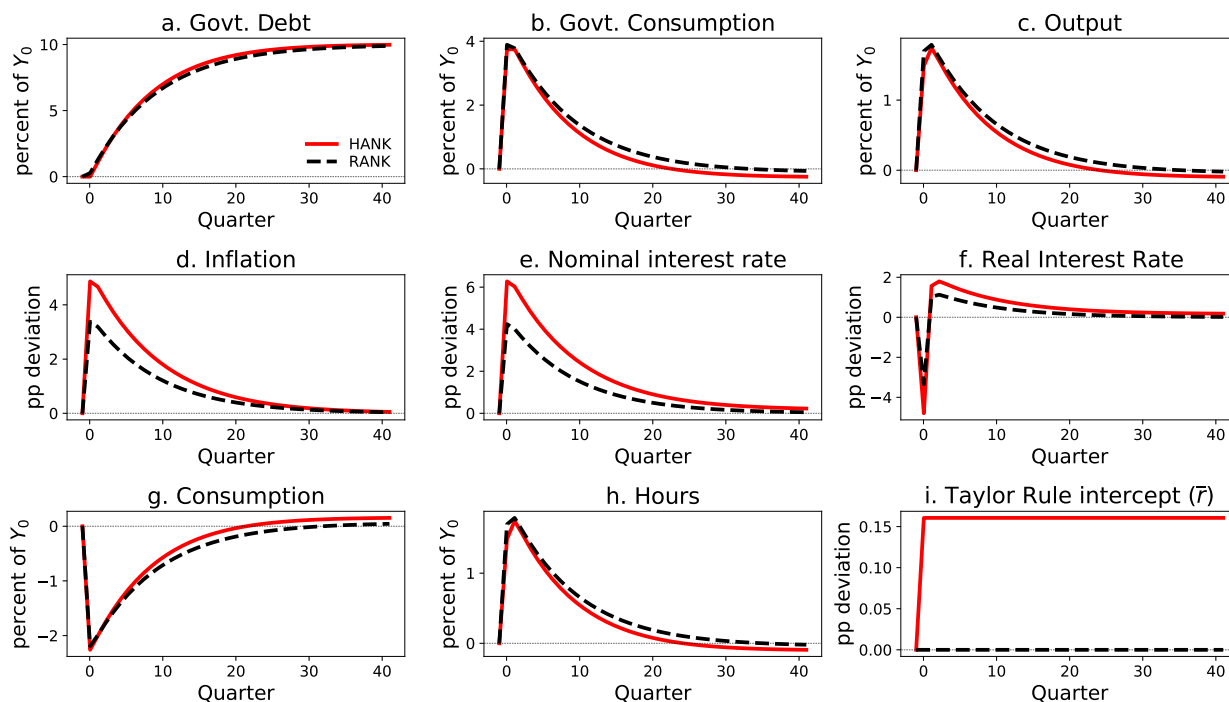 a. Govt. Debt
percent of Y₀
10
5
0
HANK
RANK
0 10 20 30 40
Quarter
b. Govt. Consumption
percent of Y₀
4
2
0
0 10 20 30 40
Quarter
c. Output
percent of Y₀
1
0
0 10 20 30 40
Quarter
d. Inflation
pp deviation
4
2
0
0 10 20 30 40
Quarter
e. Nominal interest rate
pp deviation
6
4
2
0
0 10 20 30 40
Quarter
f. Real Interest Rate
pp deviation
2
0
−2
−4
0 10 20 30 40
Quarter
g. Consumption
percent of Y₀
0
−1
−2
0 10 20 30 40
Quarter
h. Hours
percent of Y₀
1
0
0 10 20 30 40
Quarter
i. Taylor Rule intercept (r̅)
pp deviation
0.15
0.10
0.05
0.00
0 10 20 30 40
Quarter